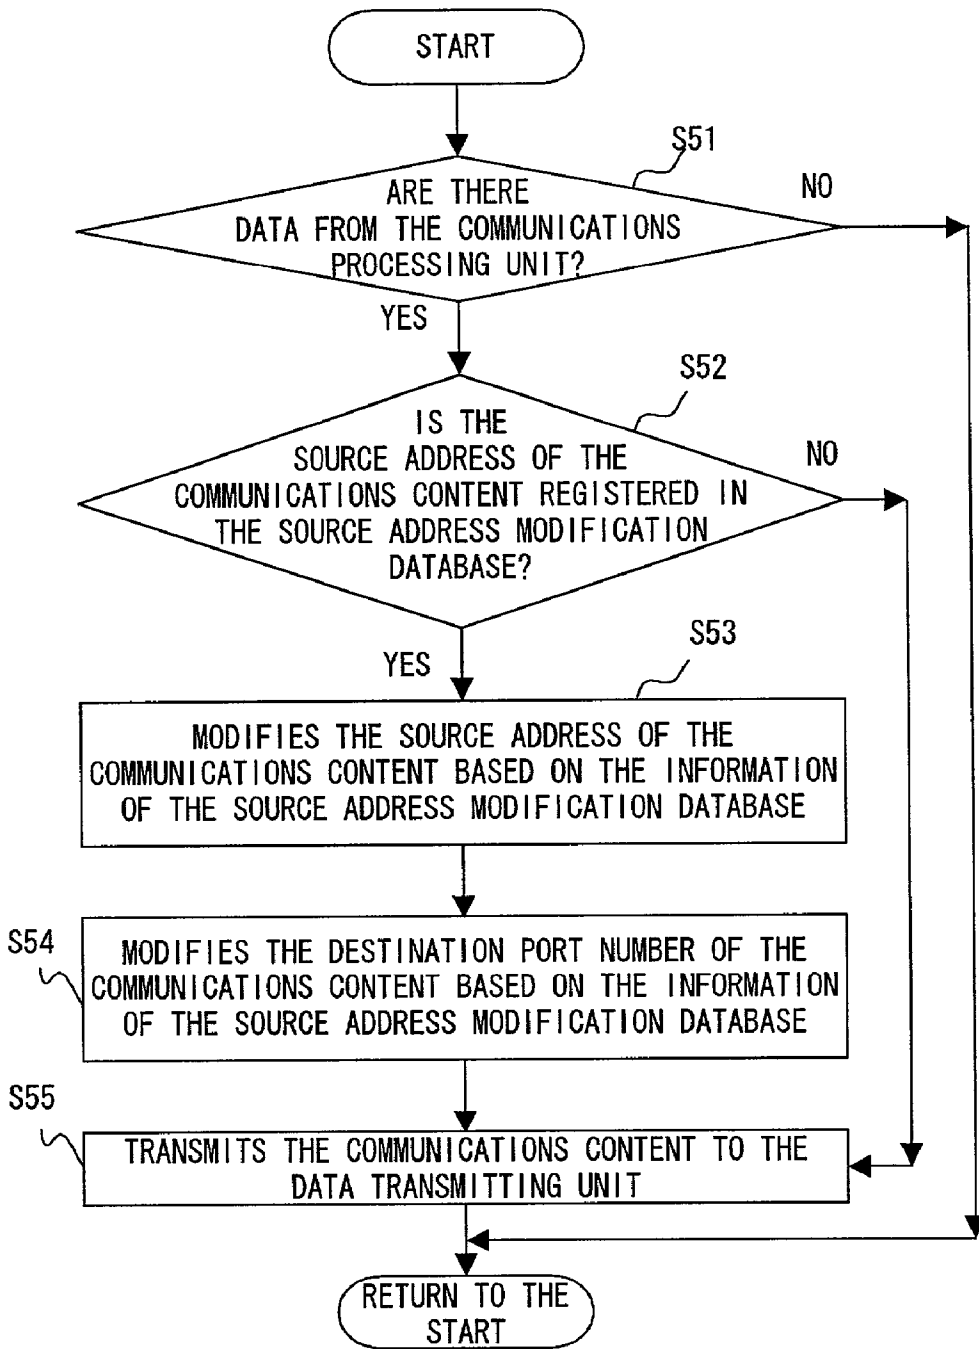 START
S51
ARE THERE
DATA FROM THE COMMUNICATIONS
PROCESSING UNIT?
NO
YES
S52
IS THE
SOURCE ADDRESS OF THE
COMMUNICATIONS CONTENT REGISTERED IN
THE SOURCE ADDRESS MODIFICATION
DATABASE?
NO
YES
S53
MODIFIES THE SOURCE ADDRESS OF THE
COMMUNICATIONS CONTENT BASED ON THE INFORMATION
OF THE SOURCE ADDRESS MODIFICATION DATABASE
S54
MODIFIES THE DESTINATION PORT NUMBER OF THE
COMMUNICATIONS CONTENT BASED ON THE INFORMATION
OF THE SOURCE ADDRESS MODIFICATION DATABASE
S55
TRANSMITS THE COMMUNICATIONS CONTENT TO THE
DATA TRANSMITTING UNIT
RETURN TO THE
START